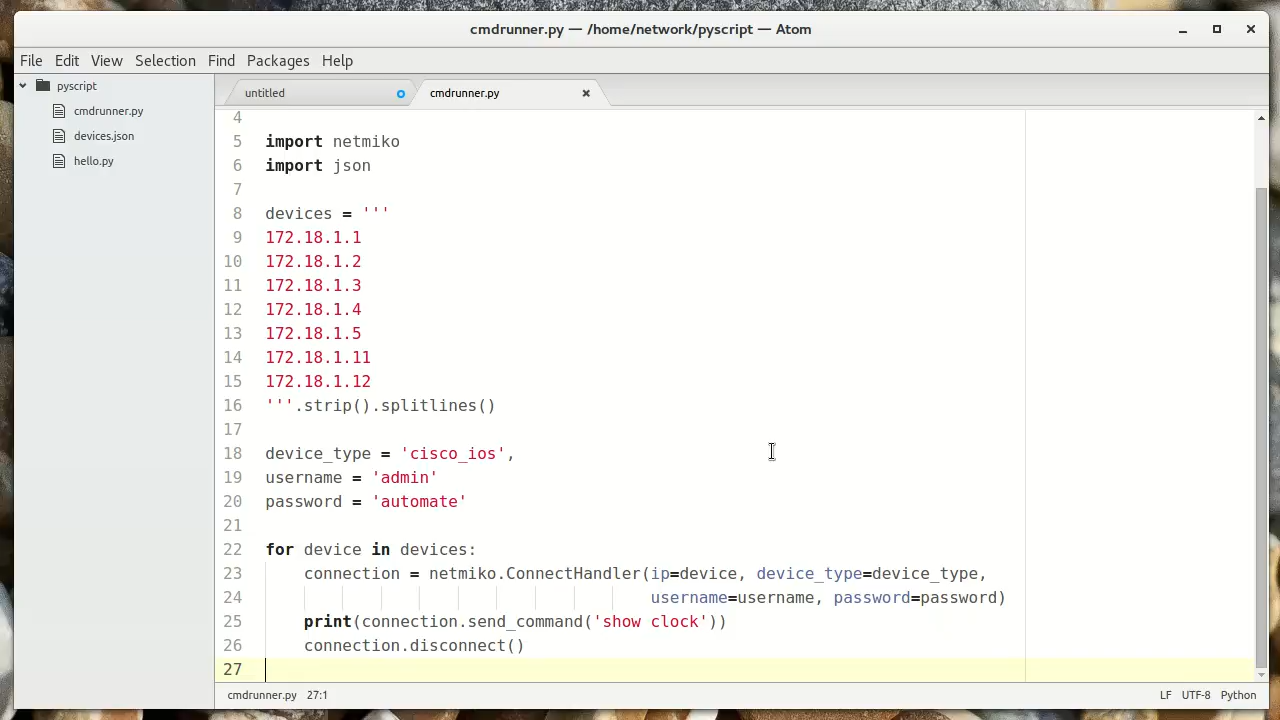 cmdrunner.py — /home/network/pyscript — Atom
File Edit View Selection Find Packages Help
pyscript
cmdrunner.py
devices.json
hello.py
untitled
cmdrunner.py
4
5 import netmiko
6 import json
7
8 devices = '''
9 172.18.1.1
10 172.18.1.2
11 172.18.1.3
12 172.18.1.4
13 172.18.1.5
14 172.18.1.11
15 172.18.1.12
16 '''.strip().splitlines()
17
18 device_type = 'cisco_ios',
19 username = 'admin'
20 password = 'automate'
21
22 for device in devices:
23     connection = netmiko.ConnectHandler(ip=device, device_type=device_type,
24                                         username=username, password=password)
25     print(connection.send_command('show clock'))
26     connection.disconnect()
27
cmdrunner.py 27:1 LF UTF-8 Python